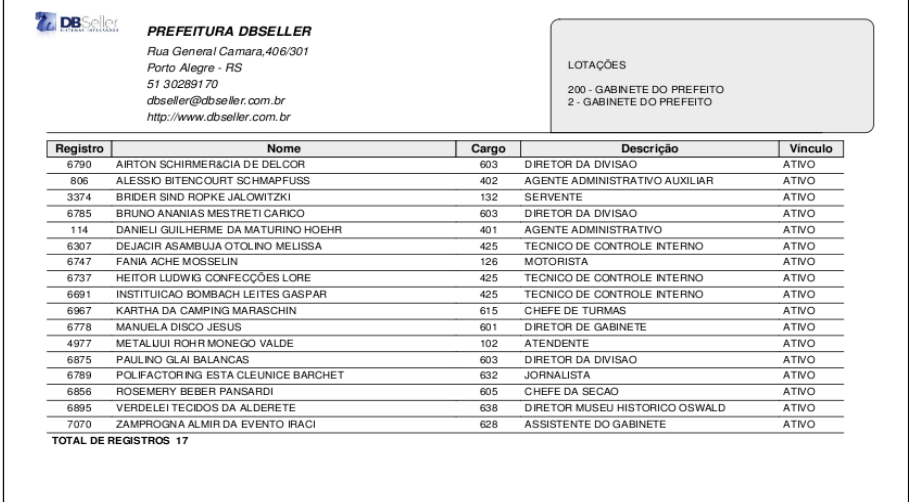 DBSeller
SISTEMAS INTEGRADOS
PREFEITURA DBSELLER
Rua General Camara,406/301
Porto Alegre - RS
51 30289170
dbseller@dbseller.com.br
http://www.dbseller.com.br
LOTAÇÕES
200 - GABINETE DO PREFEITO
2 - GABINETE DO PREFEITO
Registro Nome Cargo Descrição Vínculo
6790 AIRTON SCHIRMER&CIA DE DELCOR 603 DIRETOR DA DIVISAO ATIVO
806 ALESSIO BITENCOURT SCHMAPFUSS 402 AGENTE ADMINISTRATIVO AUXILIAR ATIVO
3374 BRIDER SIND ROPKE JALOWITZKI 132 SERVENTE ATIVO
6785 BRUNO ANANIAS MESTRETI CARICO 603 DIRETOR DA DIVISAO ATIVO
114 DANIELI GUILHERME DA MATURINO HOEHR 401 AGENTE ADMINISTRATIVO ATIVO
6307 DEJACIR ASAMBUJA OTOLINO MELISSA 425 TECNICO DE CONTROLE INTERNO ATIVO
6747 FANIA ACHE MOSSELIN 126 MOTORISTA ATIVO
6737 HEITOR LUDWIG CONFECÇÕES LORE 425 TECNICO DE CONTROLE INTERNO ATIVO
6691 INSTITUICAO BOMBACH LEITES GASPAR 425 TECNICO DE CONTROLE INTERNO ATIVO
6967 KARTHA DA CAMPING MARASCHIN 615 CHEFE DE TURMAS ATIVO
6778 MANUELA DISCO JESUS 601 DIRETOR DE GABINETE ATIVO
4977 METALIJUI ROHR MONEGO VALDE 102 ATENDENTE ATIVO
6875 PAULINO GLAI BALANCAS 603 DIRETOR DA DIVISAO ATIVO
6789 POLIFACTORING ESTA CLEUNICE BARCHET 632 JORNALISTA ATIVO
6856 ROSEMERY BEBER PANSARDI 605 CHEFE DA SECAO ATIVO
6895 VERDELEI TECIDOS DA ALDERETE 638 DIRETOR MUSEU HISTORICO OSWALD ATIVO
7070 ZAMPROGNA ALMIR DA EVENTO IRACI 628 ASSISTENTE DO GABINETE ATIVO
TOTAL DE REGISTROS 17